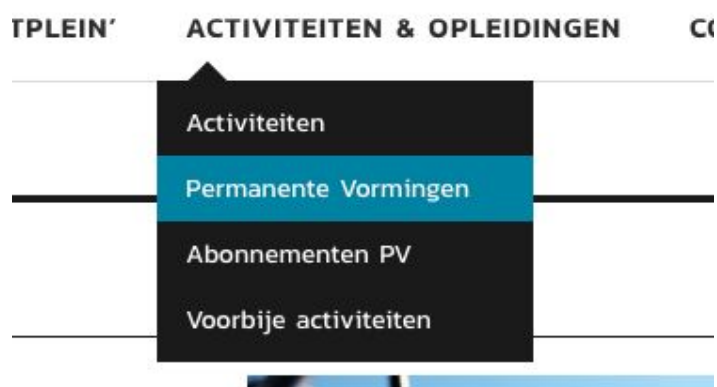 TPLEIN’ ACTIVITEITEN & OPLEIDINGEN
Activiteiten
Permanente Vormingen
Abonnementen PV
Voorbije activiteiten